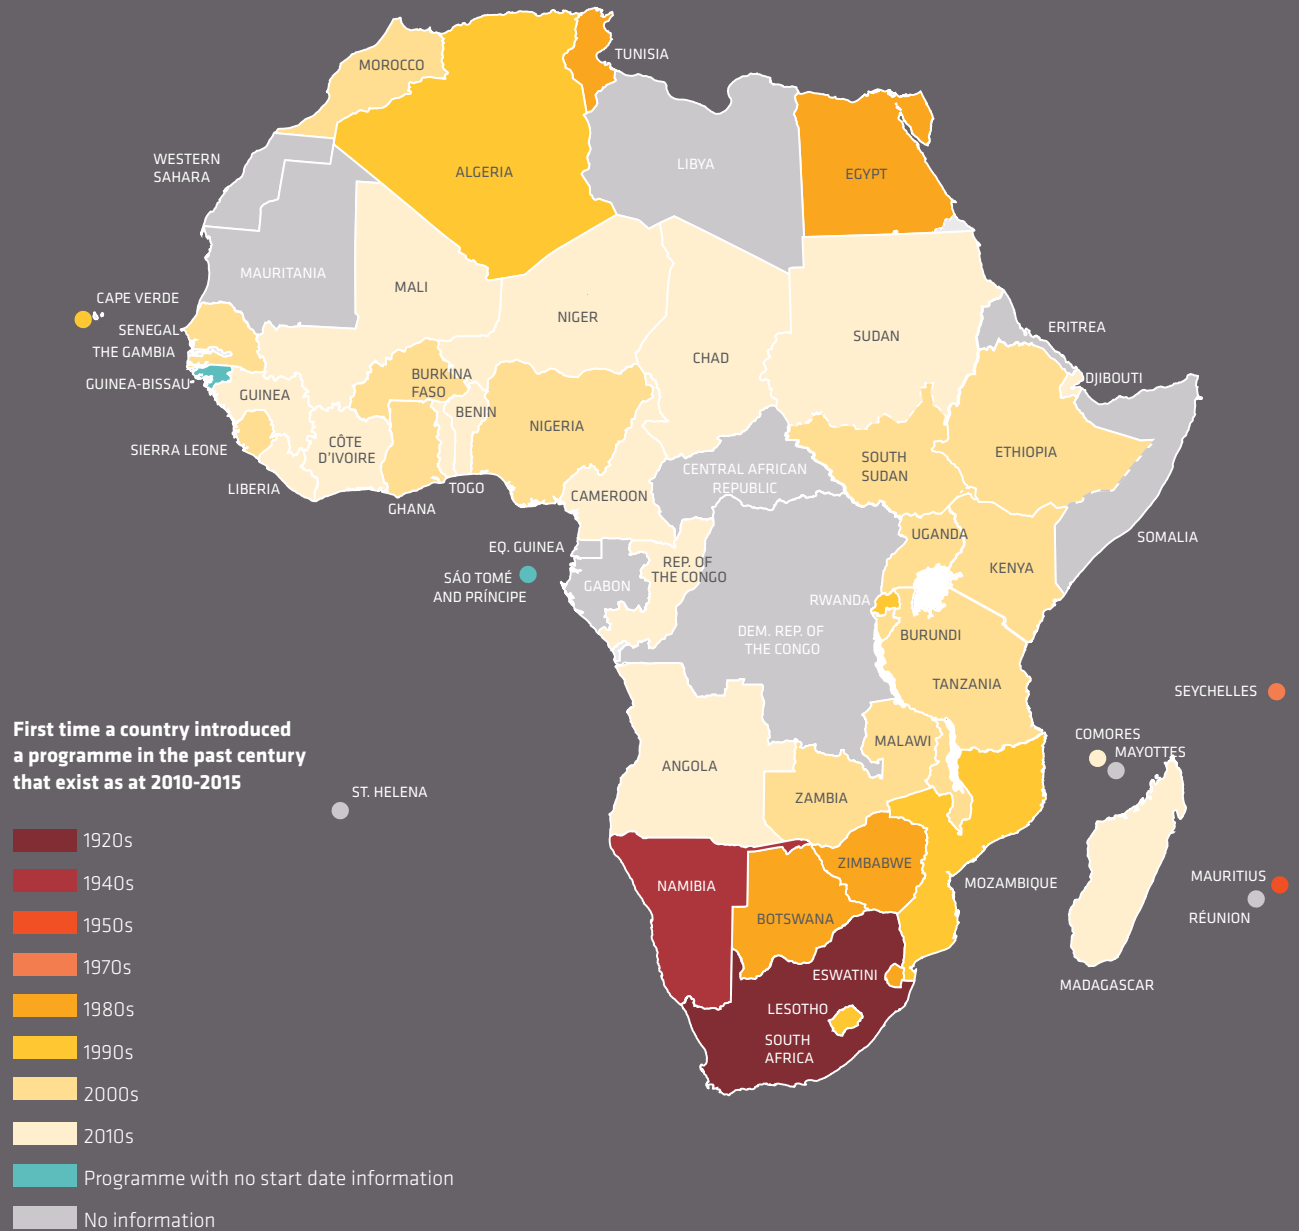 TUNISIA
MOROCCO
WESTERN
SAHARA
ALGERIA
LIBYA
EGYPT
MAURITANIA
MALI
CAPE VERDE
SENEGAL
THE GAMBIA
GUINEA-BISSAU
NIGER
CHAD
SUDAN
ERITREA
DJIBOUTI
GUINEA
BURKINA
FASO
BENIN
NIGERIA
SIERRA LEONE
CÔTE
D'IVOIRE
LIBERIA
GHANA
TOGO
CAMEROON
CENTRAL AFRICAN
REPUBLIC
SOUTH
SUDAN
ETHIOPIA
SOMALIA
EQ. GUINEA
SÁO TOMÉ
AND PRÍNCIPE
GABON
REP. OF
THE CONGO
UGANDA
KENYA
RWANDA
DEM. REP. OF
THE CONGO
BURUNDI
TANZANIA
SEYCHELLES
COMORES
MAYOTTES
ANGOLA
MALAWI
ZAMBIA
ST. HELENA
NAMIBIA
ZIMBABWE
MOZAMBIQUE
MAURITIUS
RÉUNION
BOTSWANA
MADAGASCAR
ESWATINI
LESOTHO
SOUTH
AFRICA
First time a country introduced
a programme in the past century
that exist as at 2010-2015
1920s
1940s
1950s
1970s
1980s
1990s
2000s
2010s
Programme with no start date information
No information